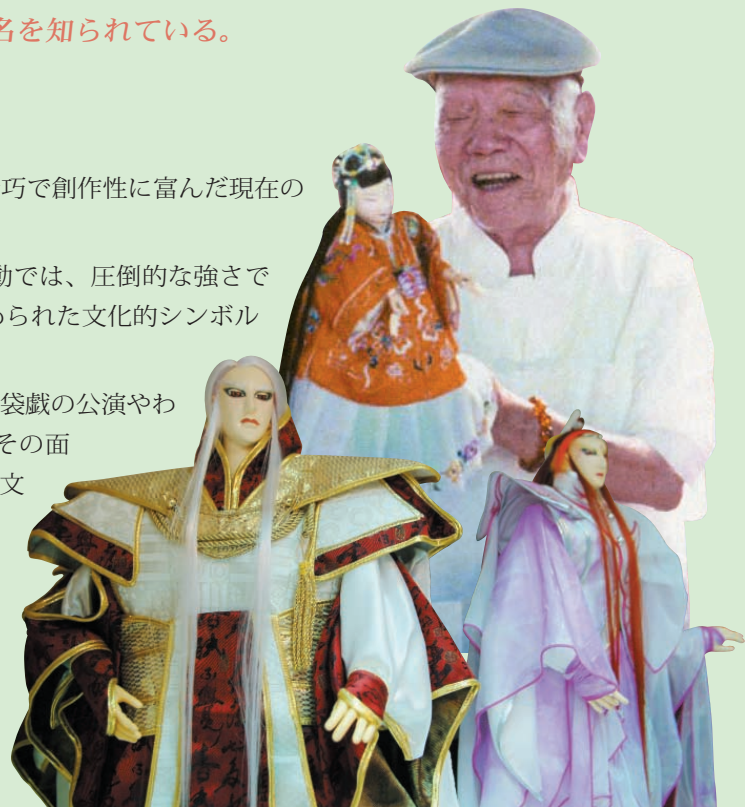 名を知られている。
巧で創作性に富んだ現在の
動では、圧倒的な強さで
められた文化的シンボル
袋戯の公演やわ
その面
文